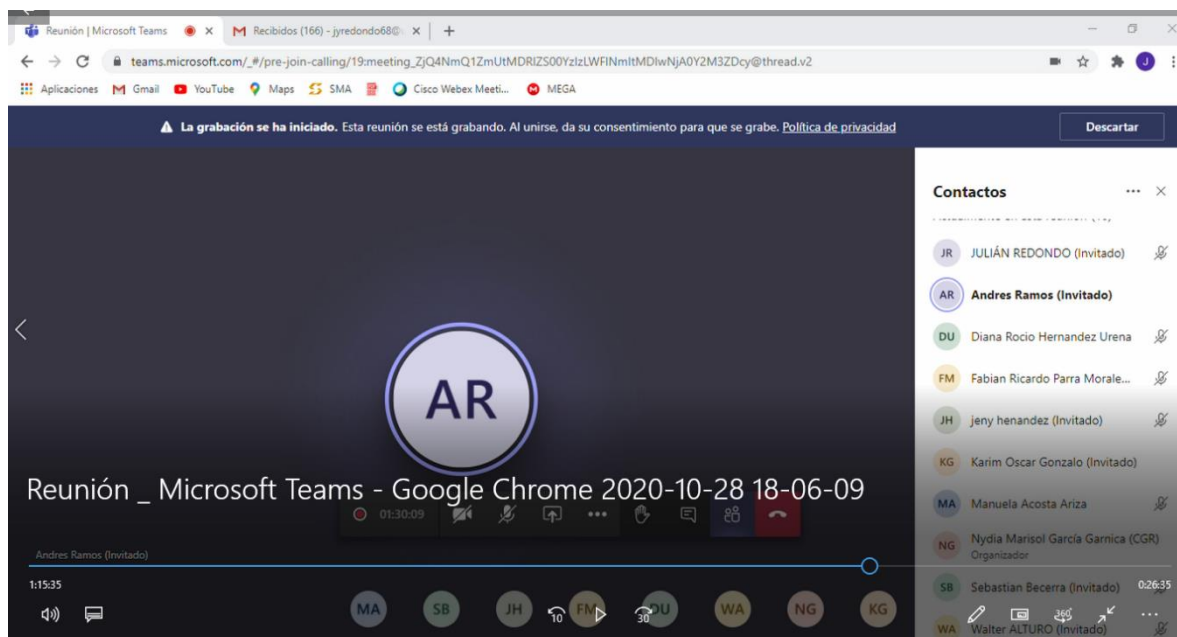 Reunión | Microsoft Teams
Recibidos (166) - jyredondo68@
teams.microsoft.com/_#/pre-join-calling/19:meeting_ZjQ4NmQ1ZmUtMDRlZS00YzIzLWFlNmItMDIwNjA0Y2M3ZDcy@thread.v2
J
Aplicaciones Gmail YouTube Maps SMA Cisco Webex Meeti... MEGA
La grabación se ha iniciado. Esta reunión se está grabando. Al unirse, da su consentimiento para que se grabe. Política de privacidad
Descartar
Contactos
JR JULIÁN REDONDO (Invitado)
AR Andres Ramos (Invitado)
DU Diana Rocio Hernandez Urena
FM Fabian Ricardo Parra Morale...
JH jeny henandez (Invitado)
KG Karim Oscar Gonzalo (Invitado)
MA Manuela Acosta Ariza
NG Nydia Marisol García Garnica (CGR)
Organizador
SB Sebastian Becerra (Invitado)
WA Walter ALTURO (Invitado)
AR
Reunión _ Microsoft Teams - Google Chrome 2020-10-28 18-06-09
01:30:09
Andres Ramos (Invitado)
1:15:35
0:26:35
MA SB JH 10 FM 30 DU WA NG KG
360°